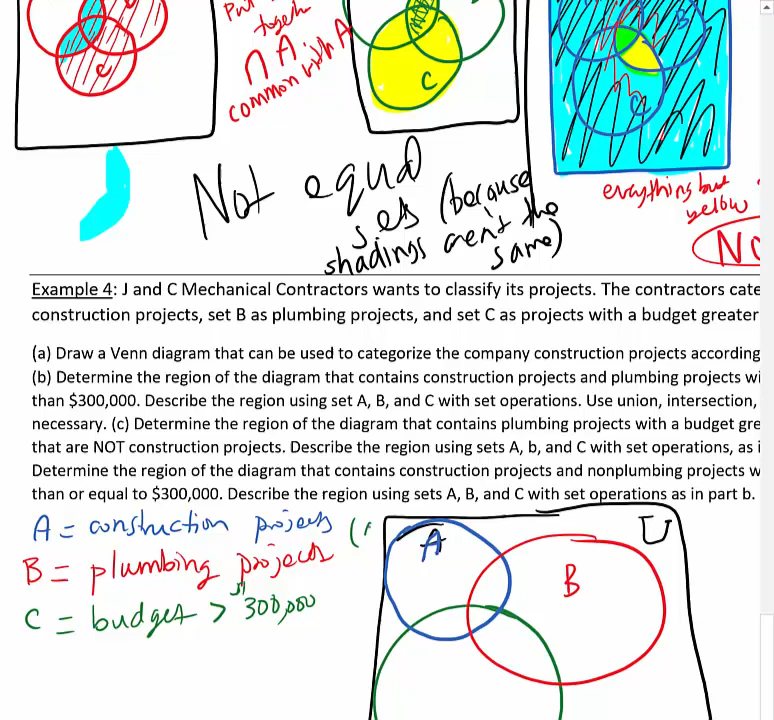 C
Put
togeth
∩ A
common with A
C
B
C
Not equal
sets (because
shadings aren't the
same)
everything but
yellow
Example 4: J and C Mechanical Contractors wants to classify its projects. The contractors cate
construction projects, set B as plumbing projects, and set C as projects with a budget greater
(a) Draw a Venn diagram that can be used to categorize the company construction projects according
(b) Determine the region of the diagram that contains construction projects and plumbing projects wi
than $300,000. Describe the region using set A, B, and C with set operations. Use union, intersection,
necessary. (c) Determine the region of the diagram that contains plumbing projects with a budget gre
that are NOT construction projects. Describe the region using sets A, b, and C with set operations, as i
Determine the region of the diagram that contains construction projects and nonplumbing projects w
than or equal to $300,000. Describe the region using sets A, B, and C with set operations as in part b.
A = construction projects (
B = plumbing projects
C = budget > $300,000
A
B
U